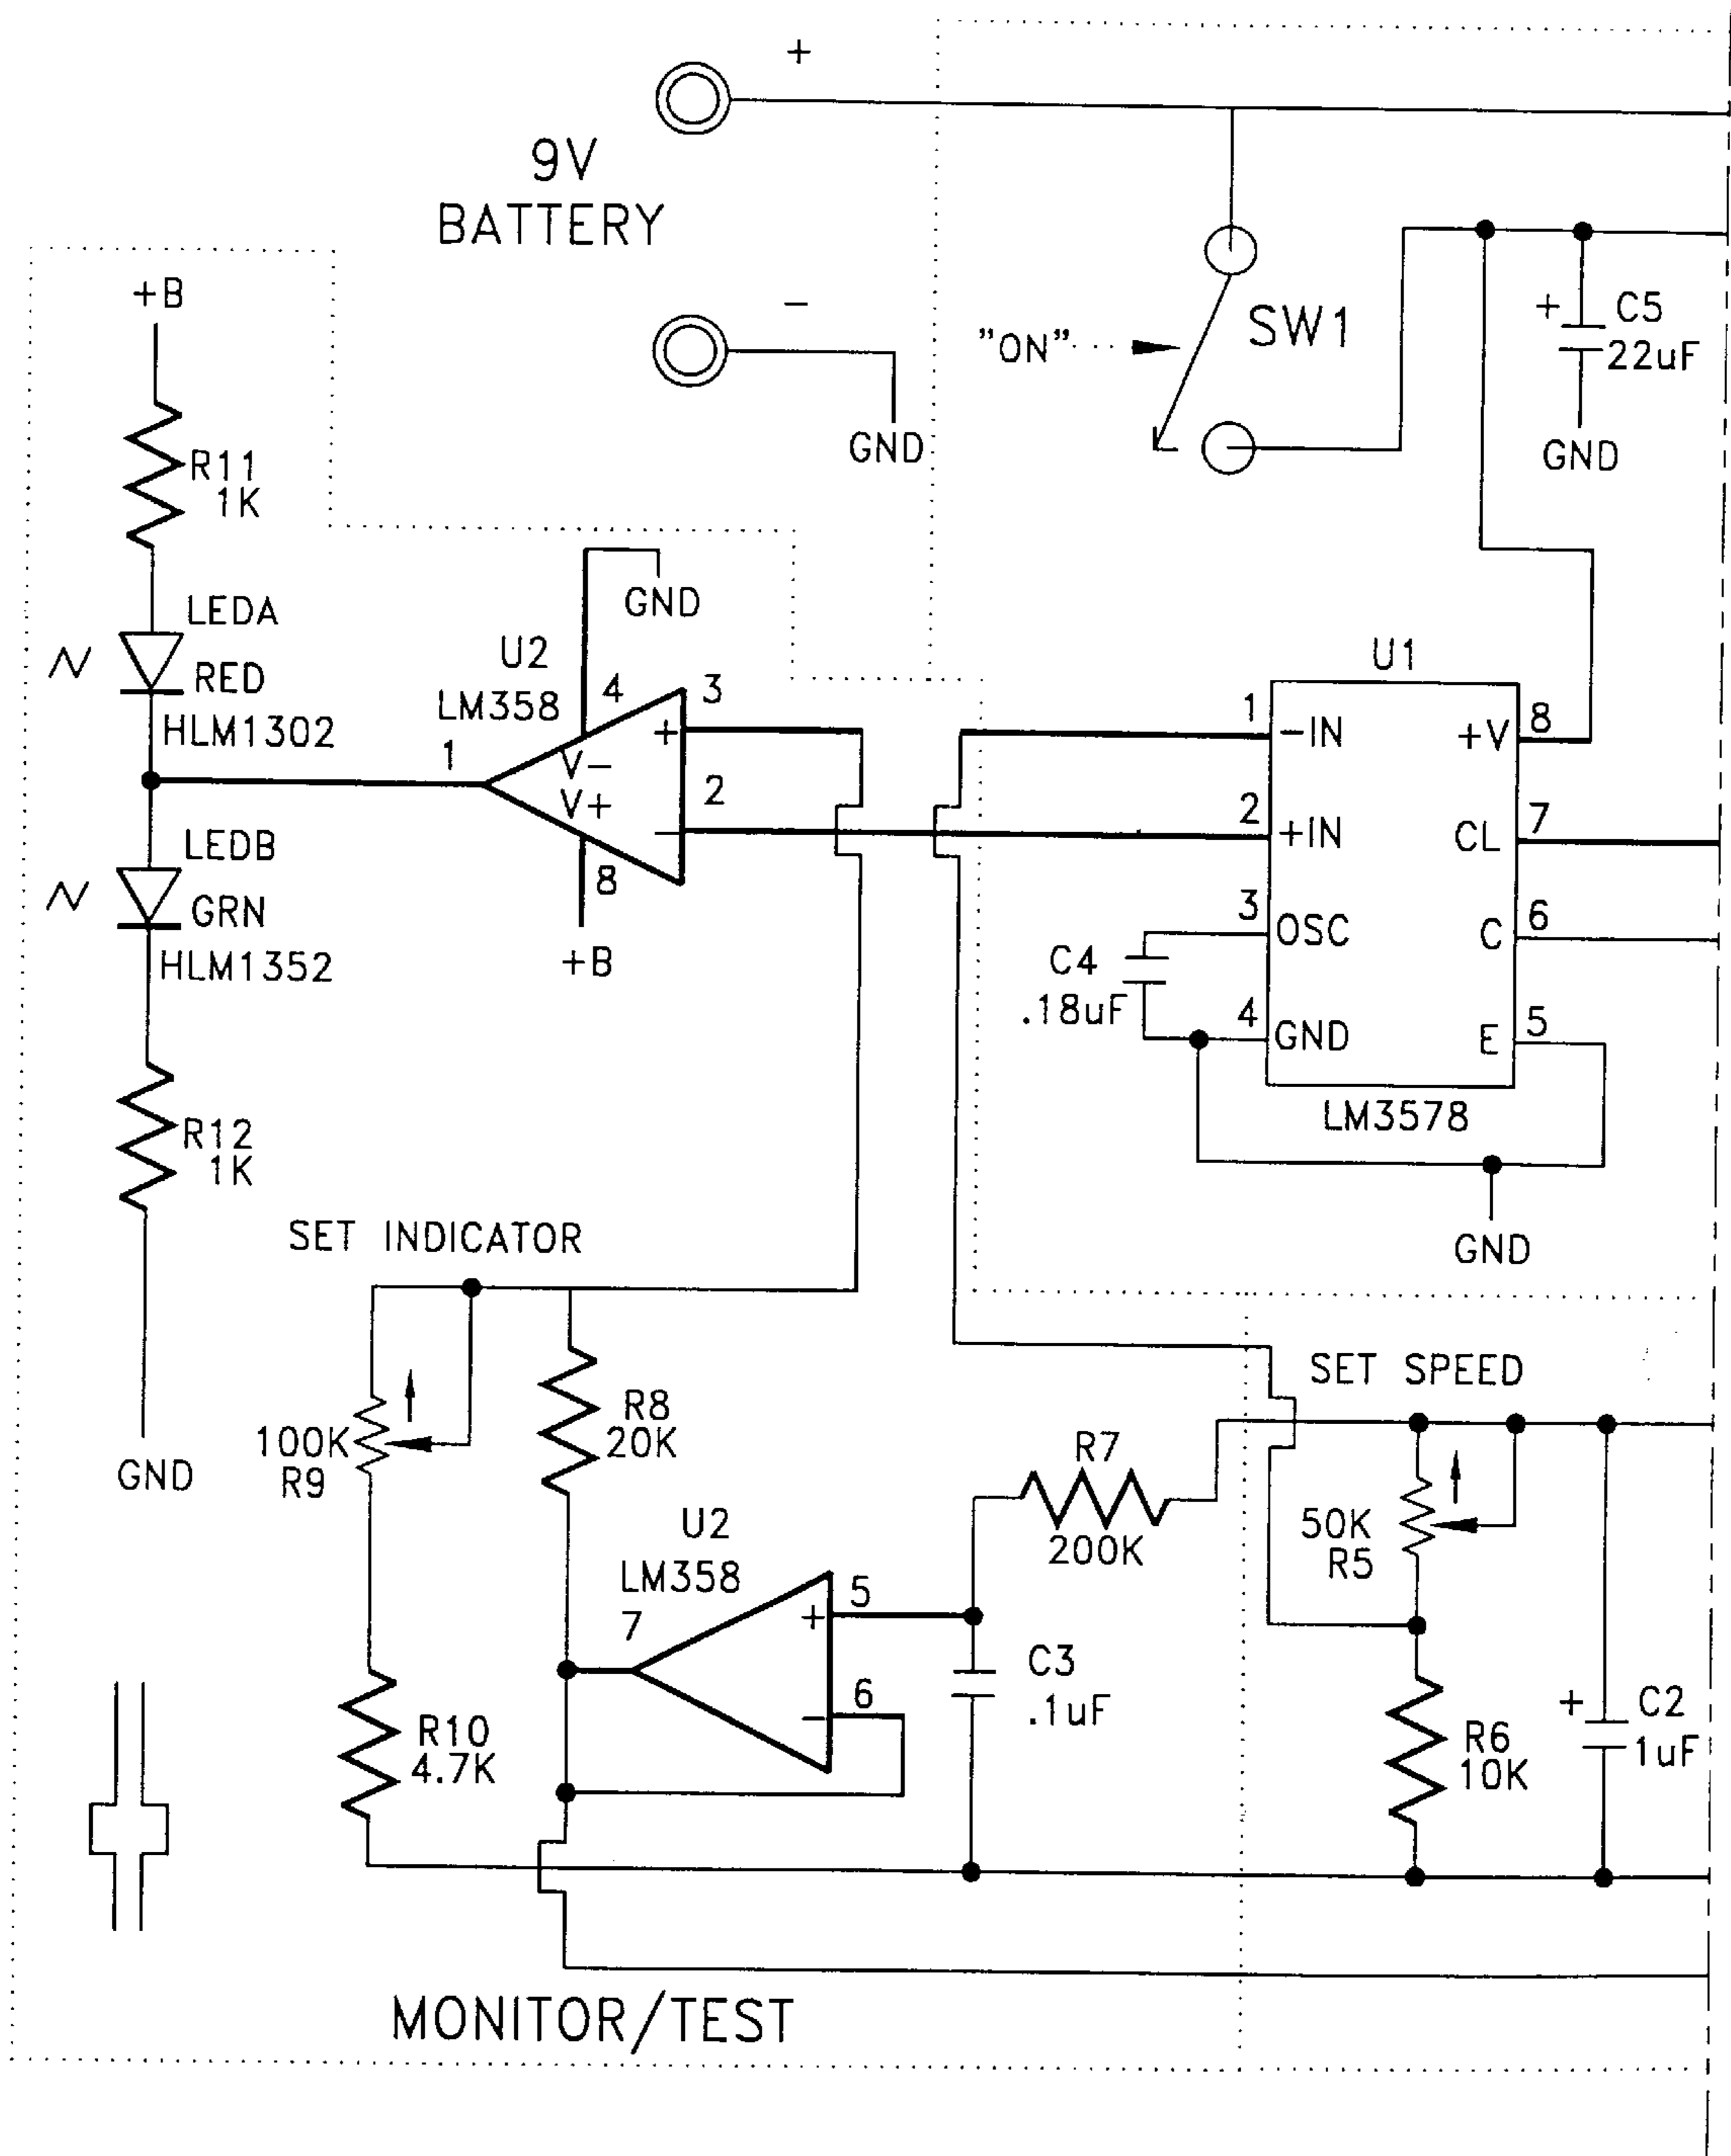 +
9V
BATTERY
-
GND
"ON"
SW1
+
C5
22uF
GND
+B
R11
1K
LEDA
RED
HLM1302
LEDB
GRN
HLM1352
R12
1K
GND
U2
LM358
GND
4
3
+
V-
1
V+
2
-
8
+B
U1
1
-IN
+V
8
2
+IN
CL
7
3
OSC
C
6
C4
.18uF
4
GND
E
5
LM3578
GND
SET INDICATOR
100K
R9
R8
20K
R10
4.7K
U2
LM358
7
5
+
6
-
R7
200K
C3
.1uF
SET SPEED
50K
R5
R6
10K
+
C2
1uF
MONITOR/TEST